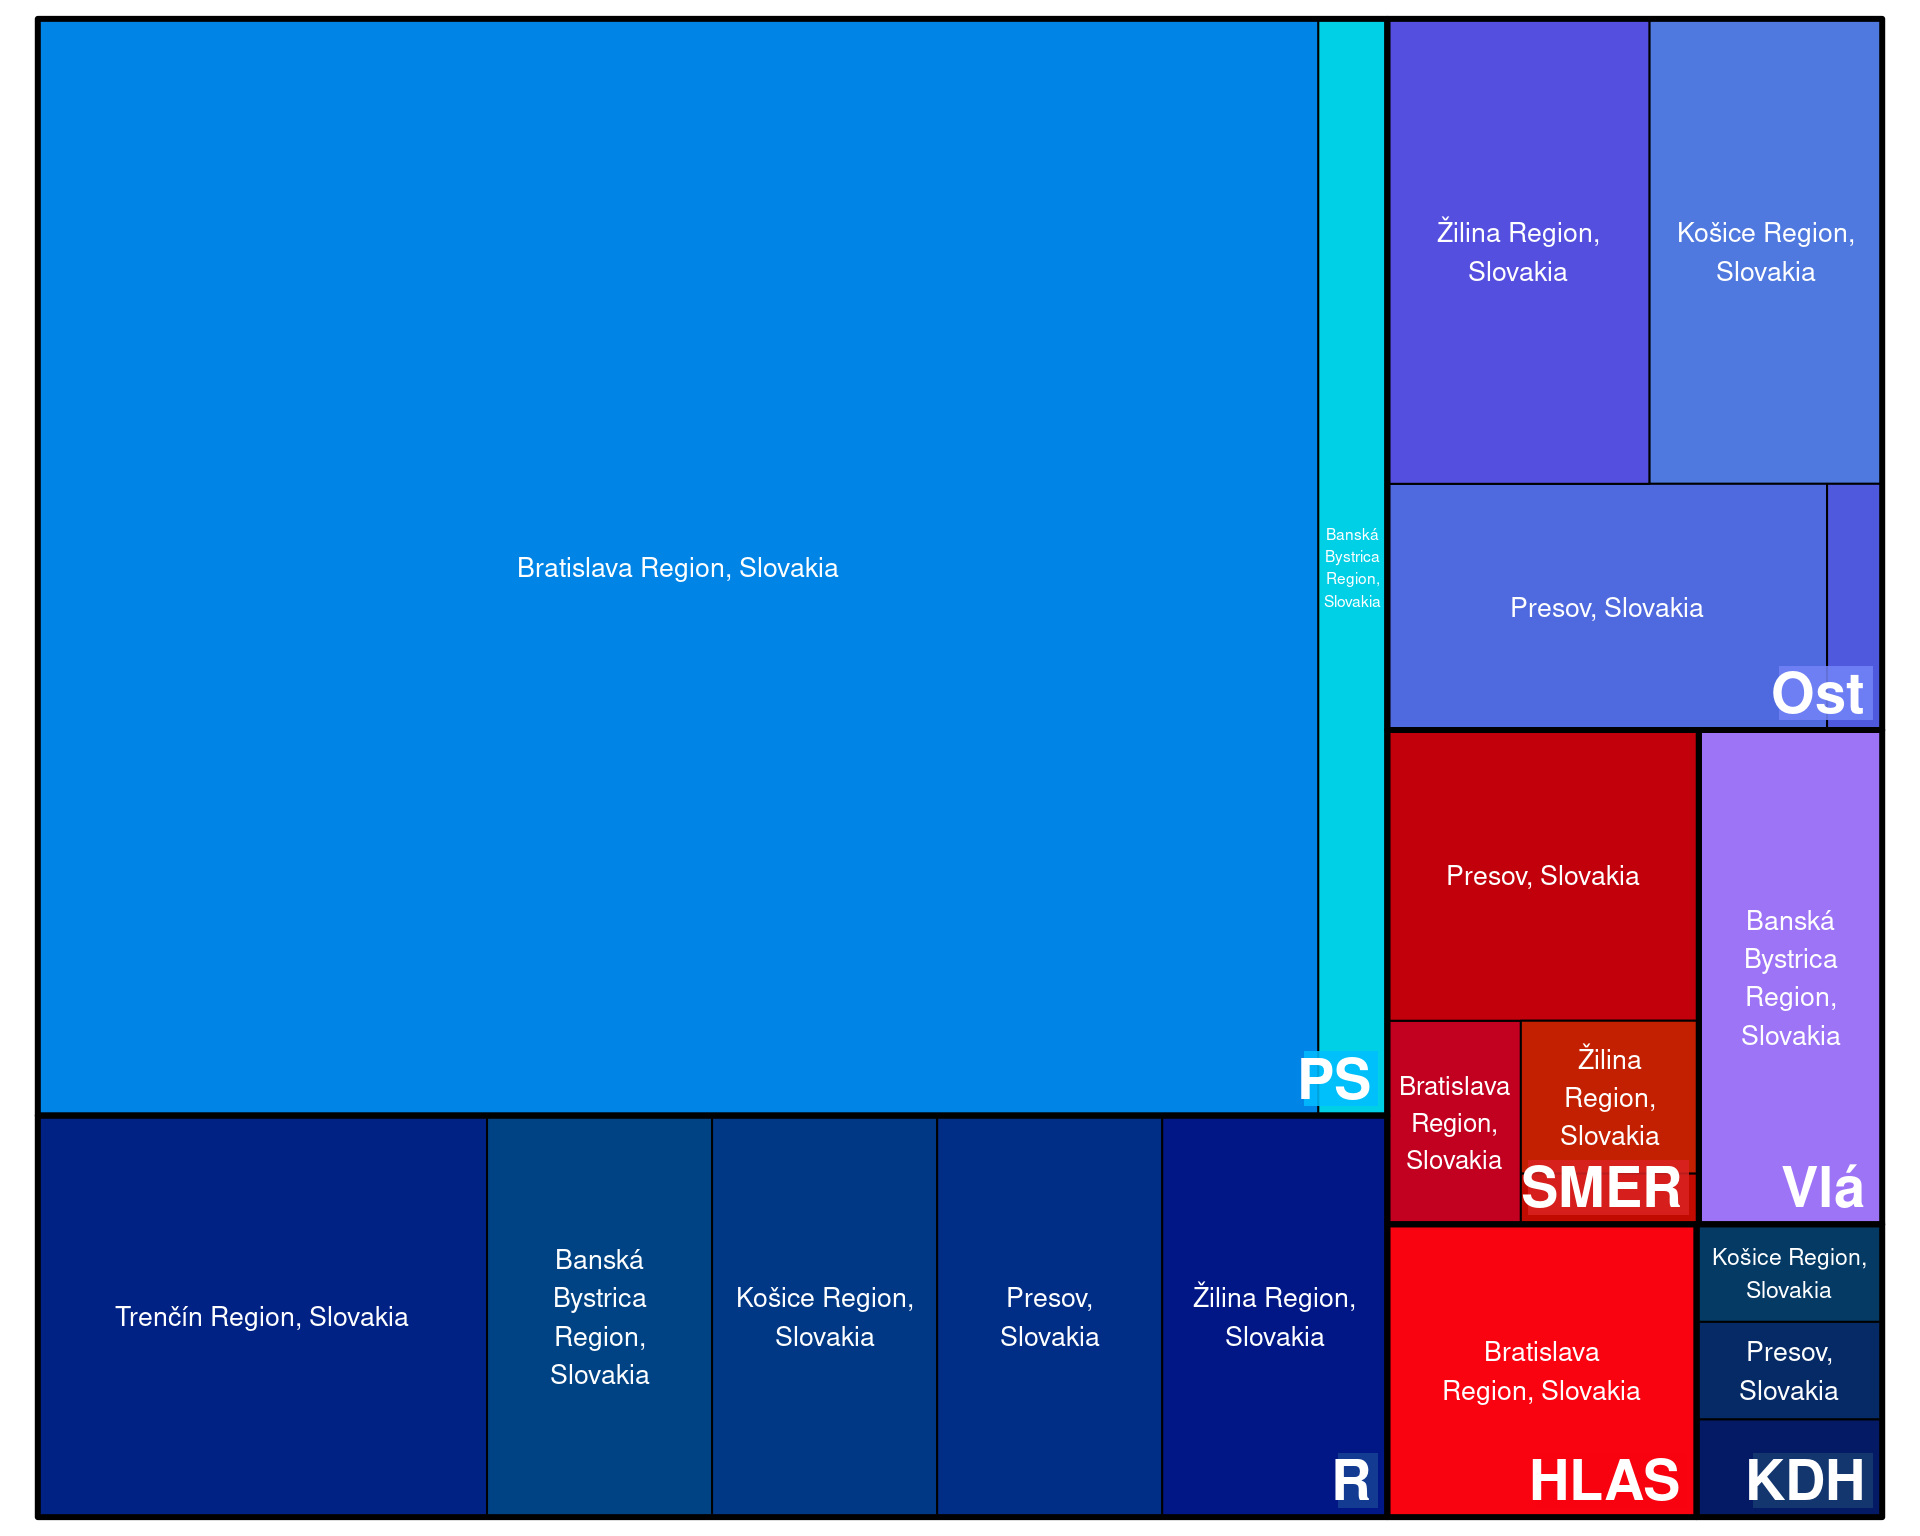 Bratislava Region, Slovakia
Banská
Bystrica
Region,
Slovakia
PS
Trenčín Region, Slovakia
Banská
Bystrica
Region,
Slovakia
Košice Region,
Slovakia
Presov,
Slovakia
Žilina Region,
Slovakia
R
Žilina Region,
Slovakia
Košice Region,
Slovakia
Presov, Slovakia
Ost
Presov, Slovakia
Bratislava
Region,
Slovakia
Žilina
Region,
Slovakia
SMER
Banská
Bystrica
Region,
Slovakia
Vlá
Bratislava
Region, Slovakia
HLAS
Košice Region,
Slovakia
Presov,
Slovakia
KDH